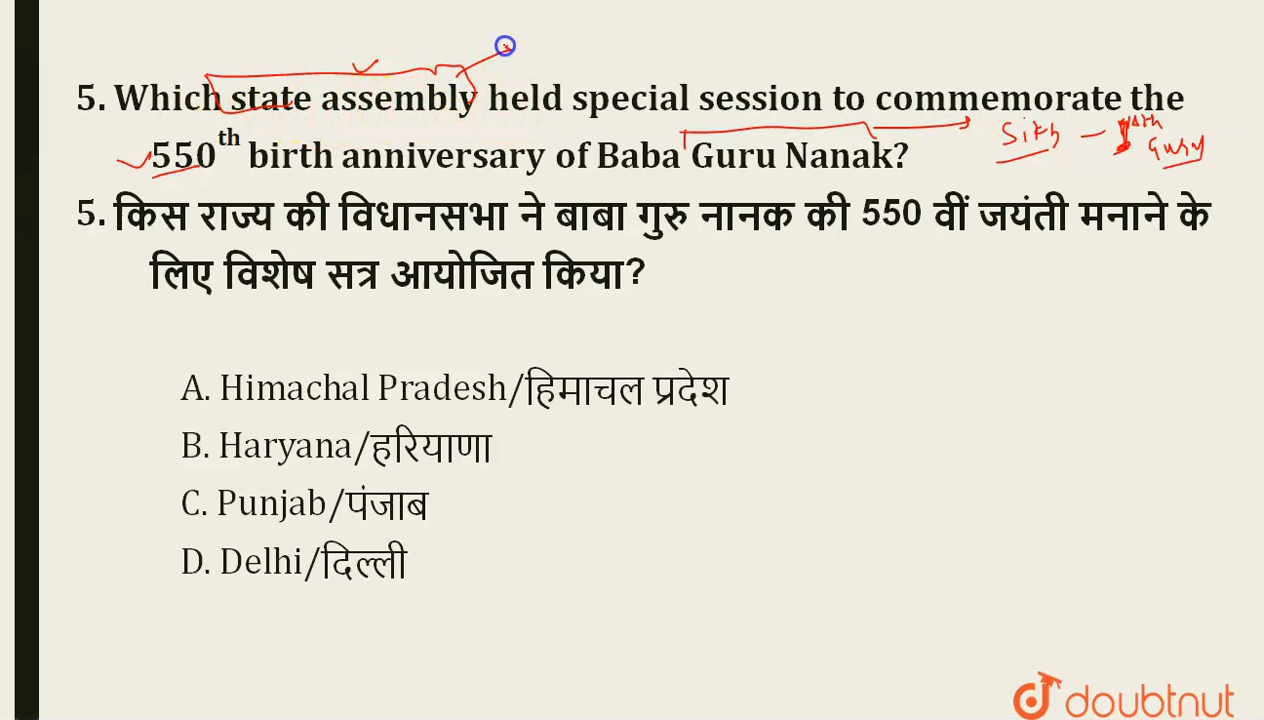 5. Which state assembly held special session to commemorate the
550th birth anniversary of Baba Guru Nanak?
Sikh - 1
Guru
5. किस राज्य की विधानसभा ने बाबा गुरु नानक की 550 वीं जयंती मनाने के
लिए विशेष सत्र आयोजित किया?
A. Himachal Pradesh/हिमाचल प्रदेश
B. Haryana/हरियाणा
C. Punjab/पंजाब
D. Delhi/दिल्ली
doubtnut